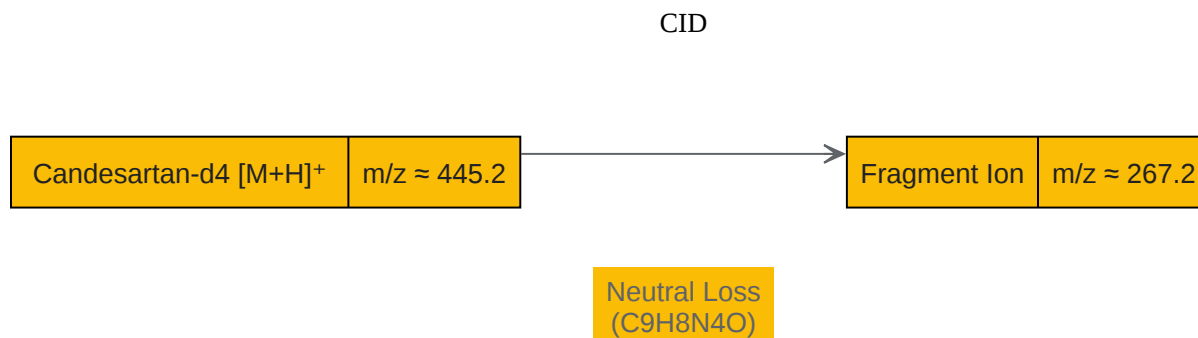 CID
Candesartan-d4 [M+H]⁺ m/z ≈ 445.2 Fragment Ion m/z ≈ 267.2
Neutral Loss
(C9H8N4O)